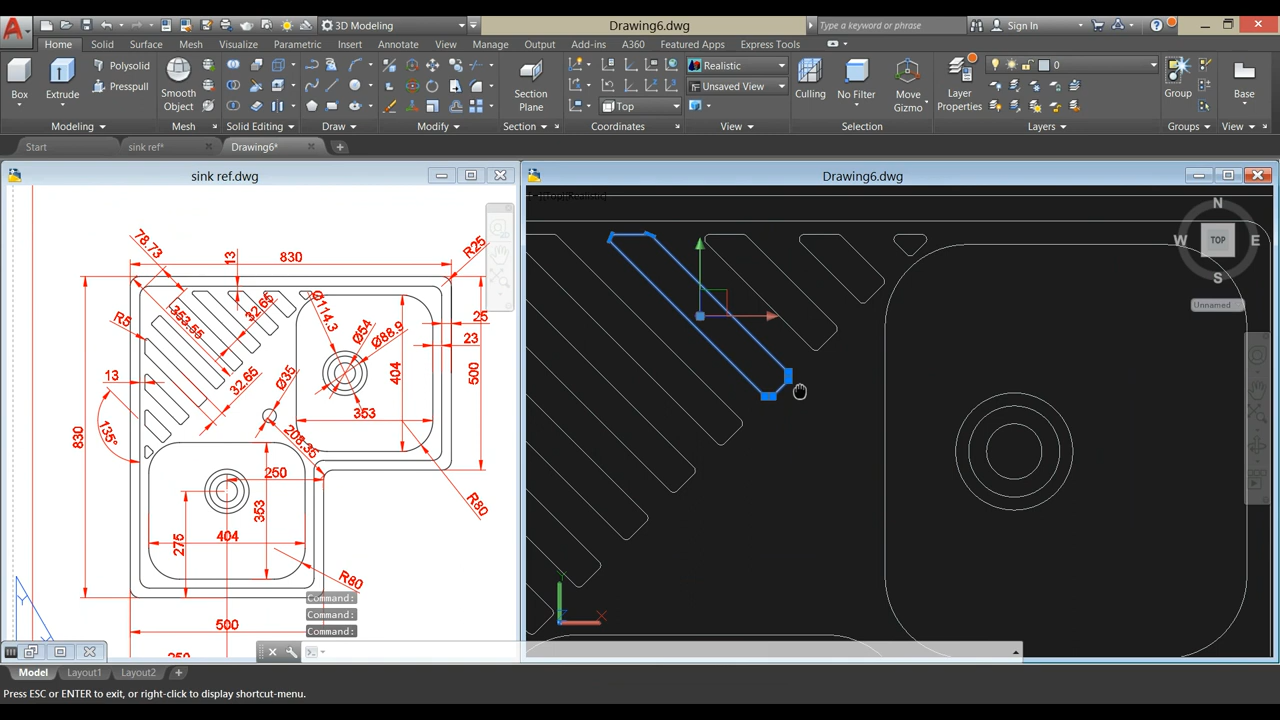 3D Modeling
Drawing6.dwg
Type a keyword or phrase
Sign In
Home Solid Surface Mesh Visualize Parametric Insert Annotate View Manage Output Add-ins A360 Featured Apps Express Tools
Polysolid
Presspull
Box
Extrude
Smooth
Object
Section
Plane
Realistic
Unsaved View
Top
Culling
No Filter
Move
Gizmo
Layer
Properties
0
Group
Base
Modeling
Mesh
Solid Editing
Draw
Modify
Section
Coordinates
View
Selection
Layers
Groups
View
Start
sink ref*
Drawing6*
sink ref.dwg
Drawing6.dwg
N
W TOP E
S
Unnamed
78.73
13
830
R25
353.55
32.65
Ø114.3
Ø54
Ø88.9
R5
25
23
404
500
13
32.65
Ø35
353
135°
830
208.35
250
R80
353
275
404
R80
500
250
Y
Y
X
Command:
Command:
Command:
Model Layout1 Layout2
Press ESC or ENTER to exit, or right-click to display shortcut-menu.